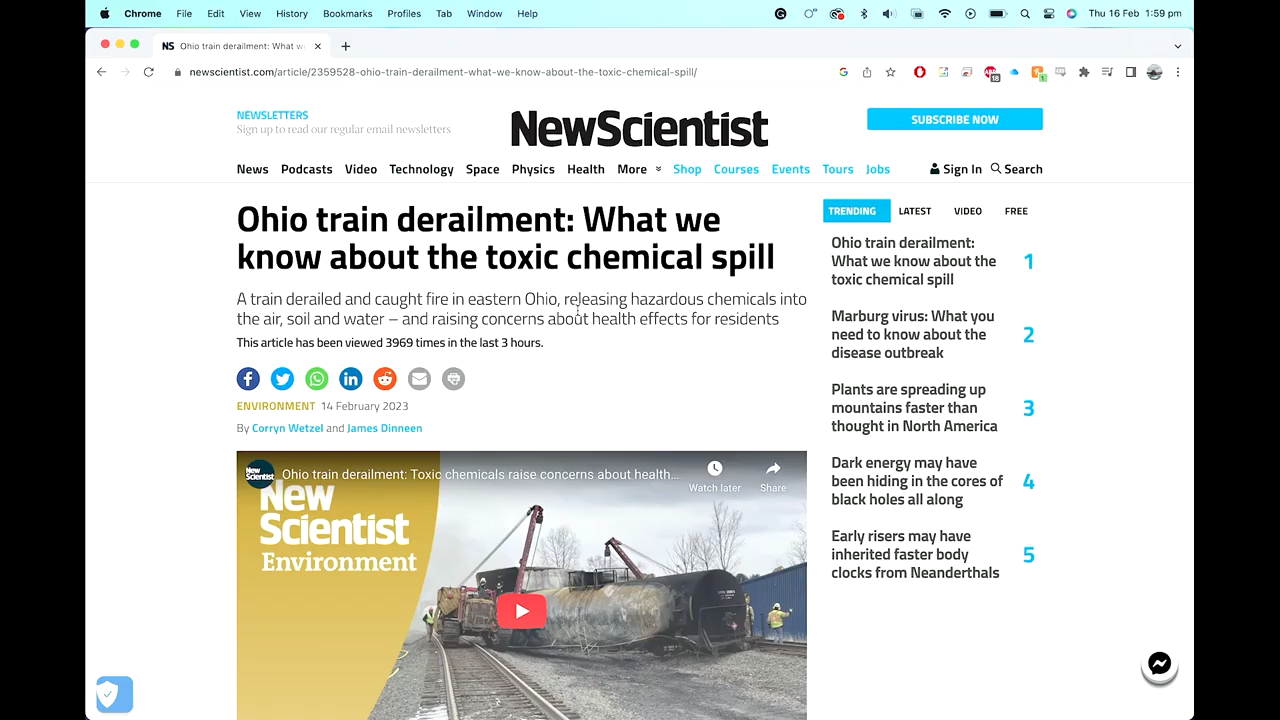 Chrome File Edit View History Bookmarks Profiles Tab Window Help Thu 16 Feb 1:59 pm
NS Ohio train derailment: What we
newscientist.com/article/2359528-ohio-train-derailment-what-we-know-about-the-toxic-chemical-spill/
NEWSLETTERS
Sign up to read our regular email newsletters
NewScientist
SUBSCRIBE NOW
News Podcasts Video Technology Space Physics Health More Shop Courses Events Tours Jobs Sign In Search
Ohio train derailment: What we
know about the toxic chemical spill
A train derailed and caught fire in eastern Ohio, releasing hazardous chemicals into
the air, soil and water – and raising concerns about health effects for residents
This article has been viewed 3969 times in the last 3 hours.
ENVIRONMENT 14 February 2023
By Corryn Wetzel and James Dinneen
New
Scientist
Ohio train derailment: Toxic chemicals raise concerns about health...
Watch later
Share
New
Scientist
Environment
TRENDING LATEST VIDEO FREE
Ohio train derailment:
What we know about the
toxic chemical spill
1
Marburg virus: What you
need to know about the
disease outbreak
2
Plants are spreading up
mountains faster than
thought in North America
3
Dark energy may have
been hiding in the cores of
black holes all along
4
Early risers may have
inherited faster body
clocks from Neanderthals
5